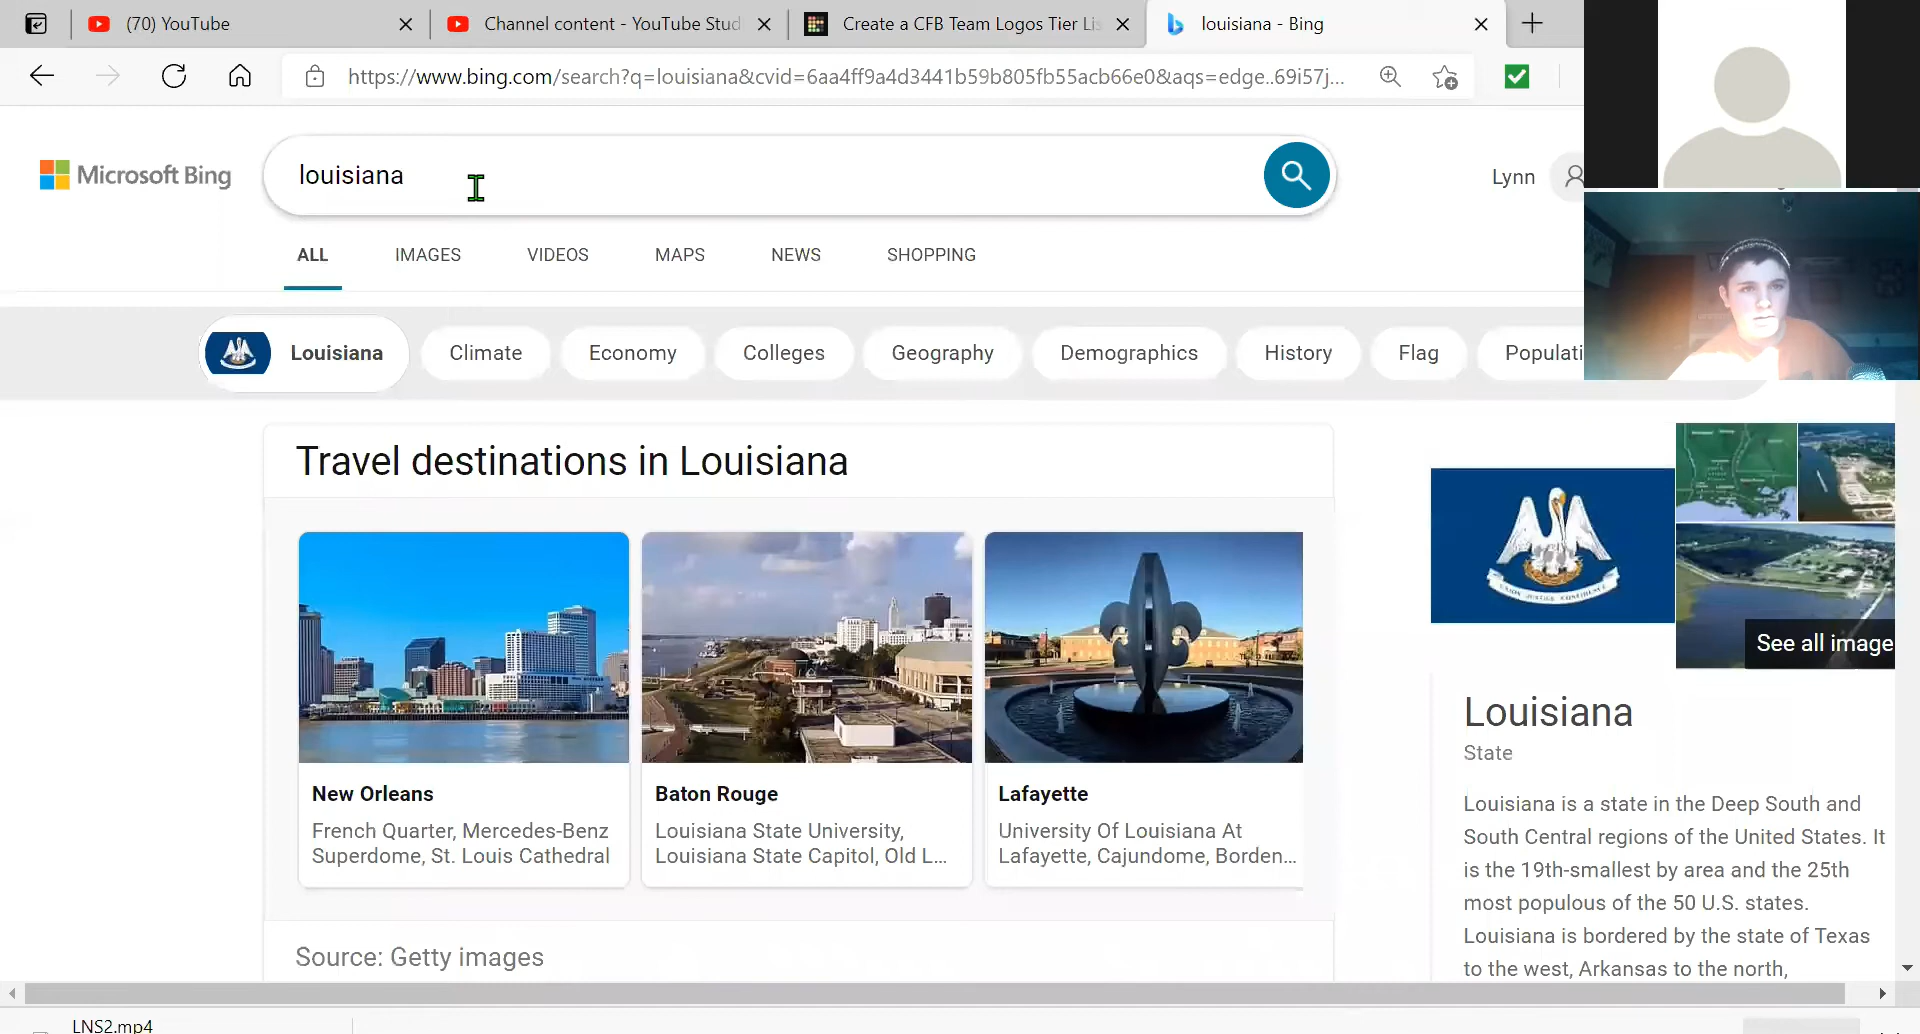 (70) YouTube
Channel content - YouTube Stud
Create a CFB Team Logos Tier Lis
louisiana - Bing
https://www.bing.com/search?q=louisiana&cvid=6aa4ff9a4d3441b59b805fb55acb66e0&aqs=edge..69i57j...
Microsoft Bing
louisiana
Lynn
ALL
IMAGES
VIDEOS
MAPS
NEWS
SHOPPING
Louisiana
Climate
Economy
Colleges
Geography
Demographics
History
Flag
Populati
Travel destinations in Louisiana
UNION JUSTICE CONFIDENCE
See all image
New Orleans
French Quarter, Mercedes-Benz
Superdome, St. Louis Cathedral
Baton Rouge
Louisiana State University,
Louisiana State Capitol, Old L...
Lafayette
University Of Louisiana At
Lafayette, Cajundome, Borden...
Source: Getty images
Louisiana
State
Louisiana is a state in the Deep South and
South Central regions of the United States. It
is the 19th-smallest by area and the 25th
most populous of the 50 U.S. states.
Louisiana is bordered by the state of Texas
to the west, Arkansas to the north,
LNS2.mp4